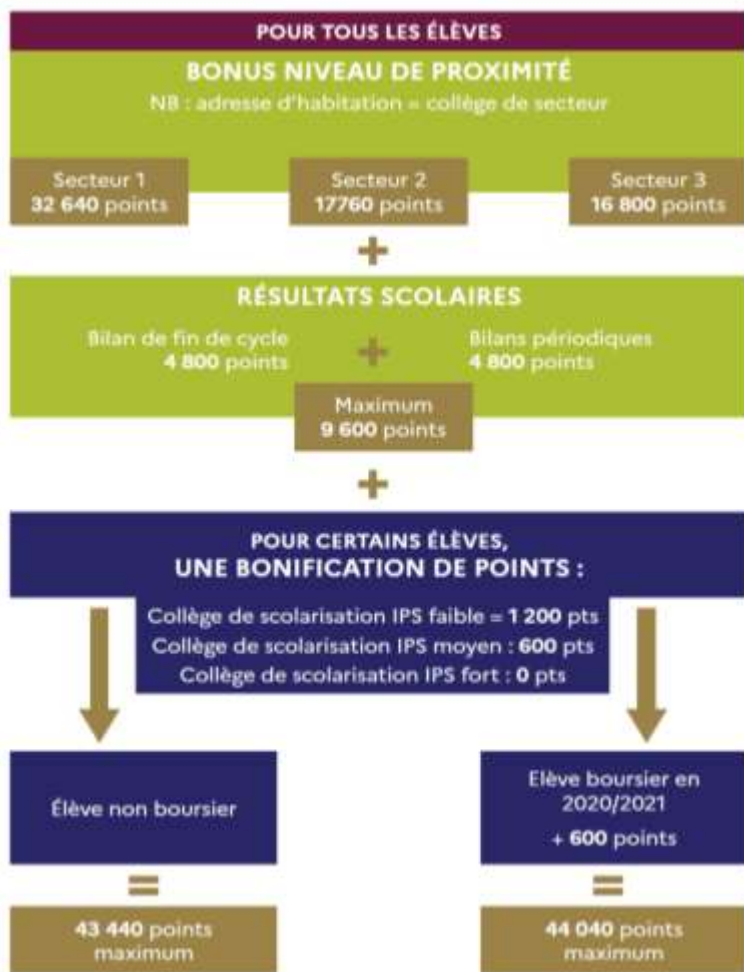 POUR TOUS LES ÉLÈVES
BONUS NIVEAU DE PROXIMITÉ
NB : adresse d'habitation = collège de secteur
Secteur 1
32 640 points
Secteur 2
17760 points
Secteur 3
16 800 points
+
RÉSULTATS SCOLAIRES
Bilan de fin de cycle
4 800 points
+
Bilans périodiques
4 800 points
Maximum
9 600 points
+
POUR CERTAINS ÉLÈVES,
UNE BONIFICATION DE POINTS :
Collège de scolarisation IPS faible = 1 200 pts
Collège de scolarisation IPS moyen : 600 pts
Collège de scolarisation IPS fort : 0 pts
Élève non boursier
=
43 440 points
maximum
Elève boursier en
2020/2021
+ 600 points
=
44 040 points
maximum